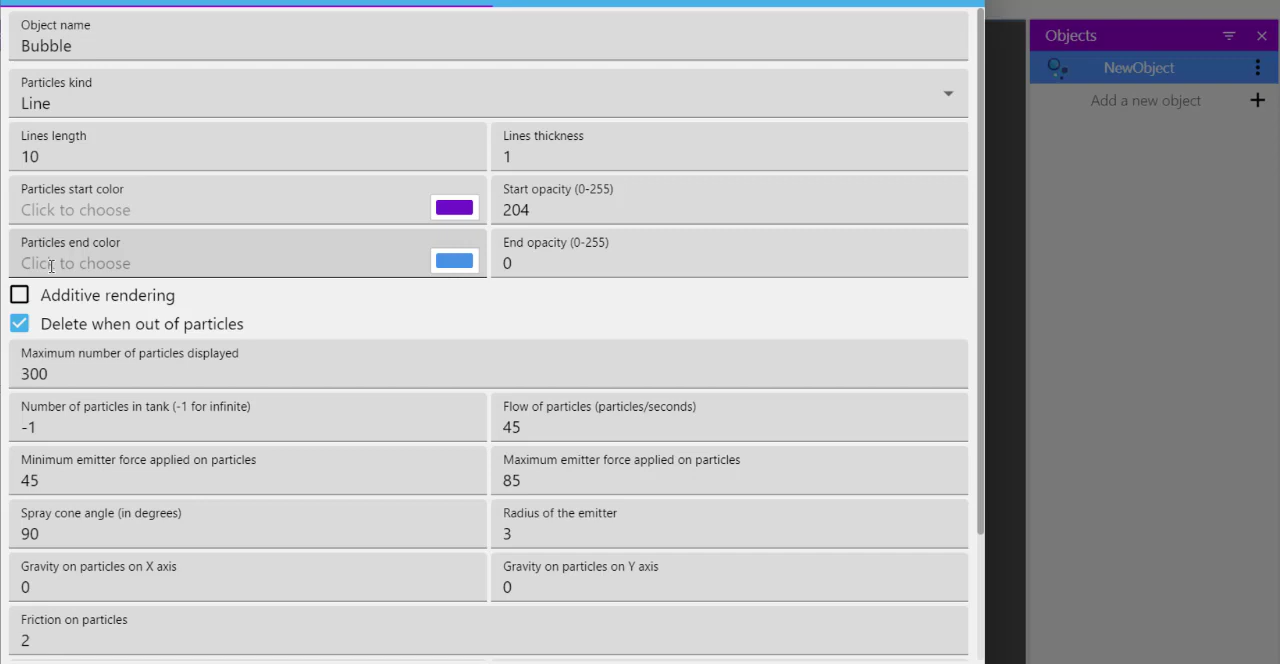 Object name
Bubble
Particles kind
Line
Lines length
10
Lines thickness
1
Particles start color
Click to choose
Start opacity (0-255)
204
Particles end color
Click to choose
End opacity (0-255)
0
Additive rendering
Delete when out of particles
Maximum number of particles displayed
300
Number of particles in tank (-1 for infinite)
-1
Flow of particles (particles/seconds)
45
Minimum emitter force applied on particles
45
Maximum emitter force applied on particles
85
Spray cone angle (in degrees)
90
Radius of the emitter
3
Gravity on particles on X axis
0
Gravity on particles on Y axis
0
Friction on particles
2
Objects
NewObject
Add a new object